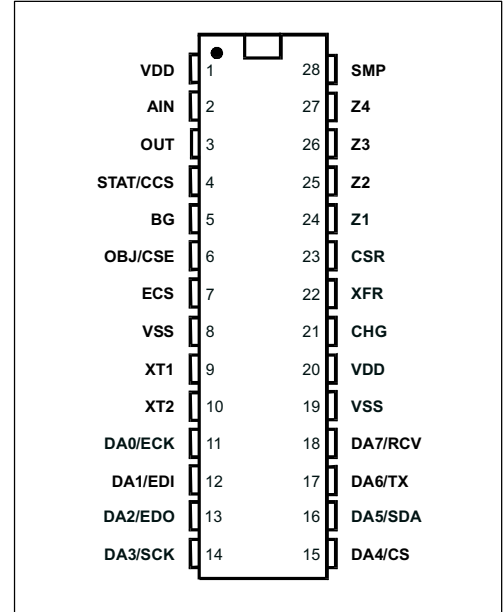 VDD 1 28 SMP
AIN 2 27 Z4
OUT 3 26 Z3
STAT/CCS 4 25 Z2
BG 5 24 Z1
OBJ/CSE 6 23 CSR
ECS 7 22 XFR
VSS 8 21 CHG
XT1 9 20 VDD
XT2 10 19 VSS
DA0/ECK 11 18 DA7/RCV
DA1/EDI 12 17 DA6/TX
DA2/EDO 13 16 DA5/SDA
DA3/SCK 14 15 DA4/CS